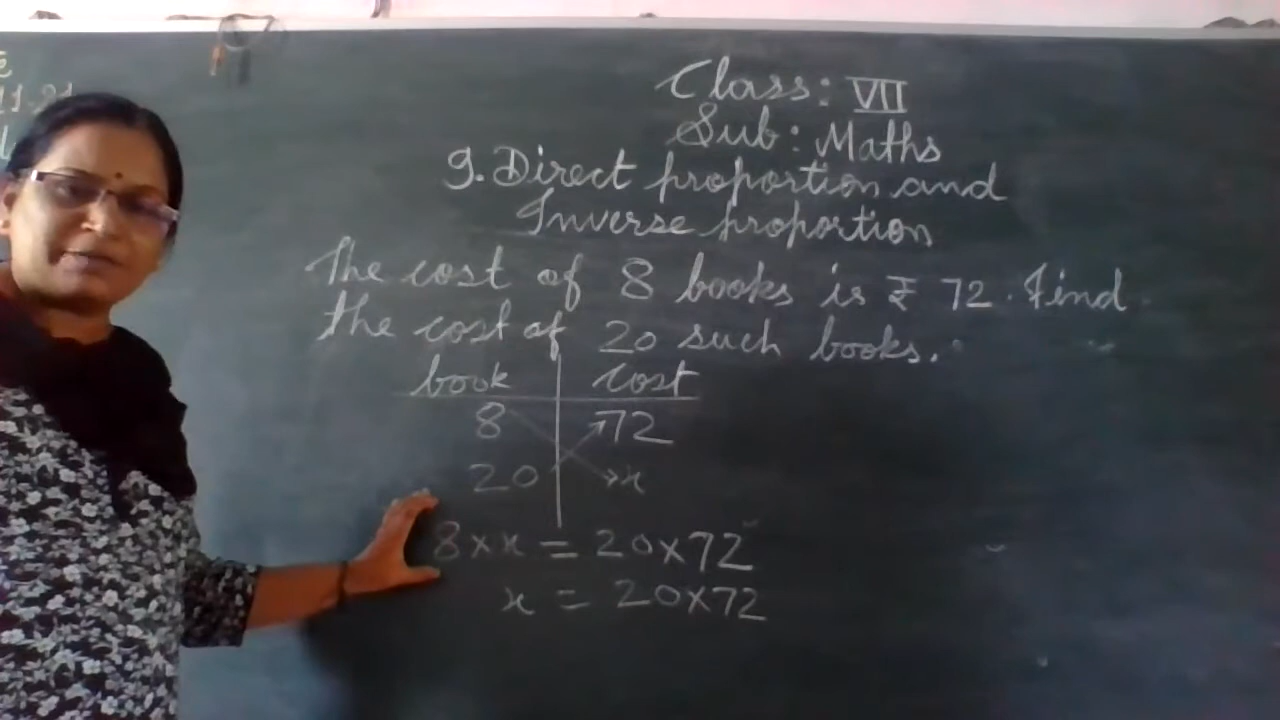 Class: VII
Sub: Maths
9. Direct proportion and
Inverse proportion
The cost of 8 books is ₹ 72. Find
the cost of 20 such books.
book cost
8 72
20 x
8 × x = 20 × 72
x = 20 × 72